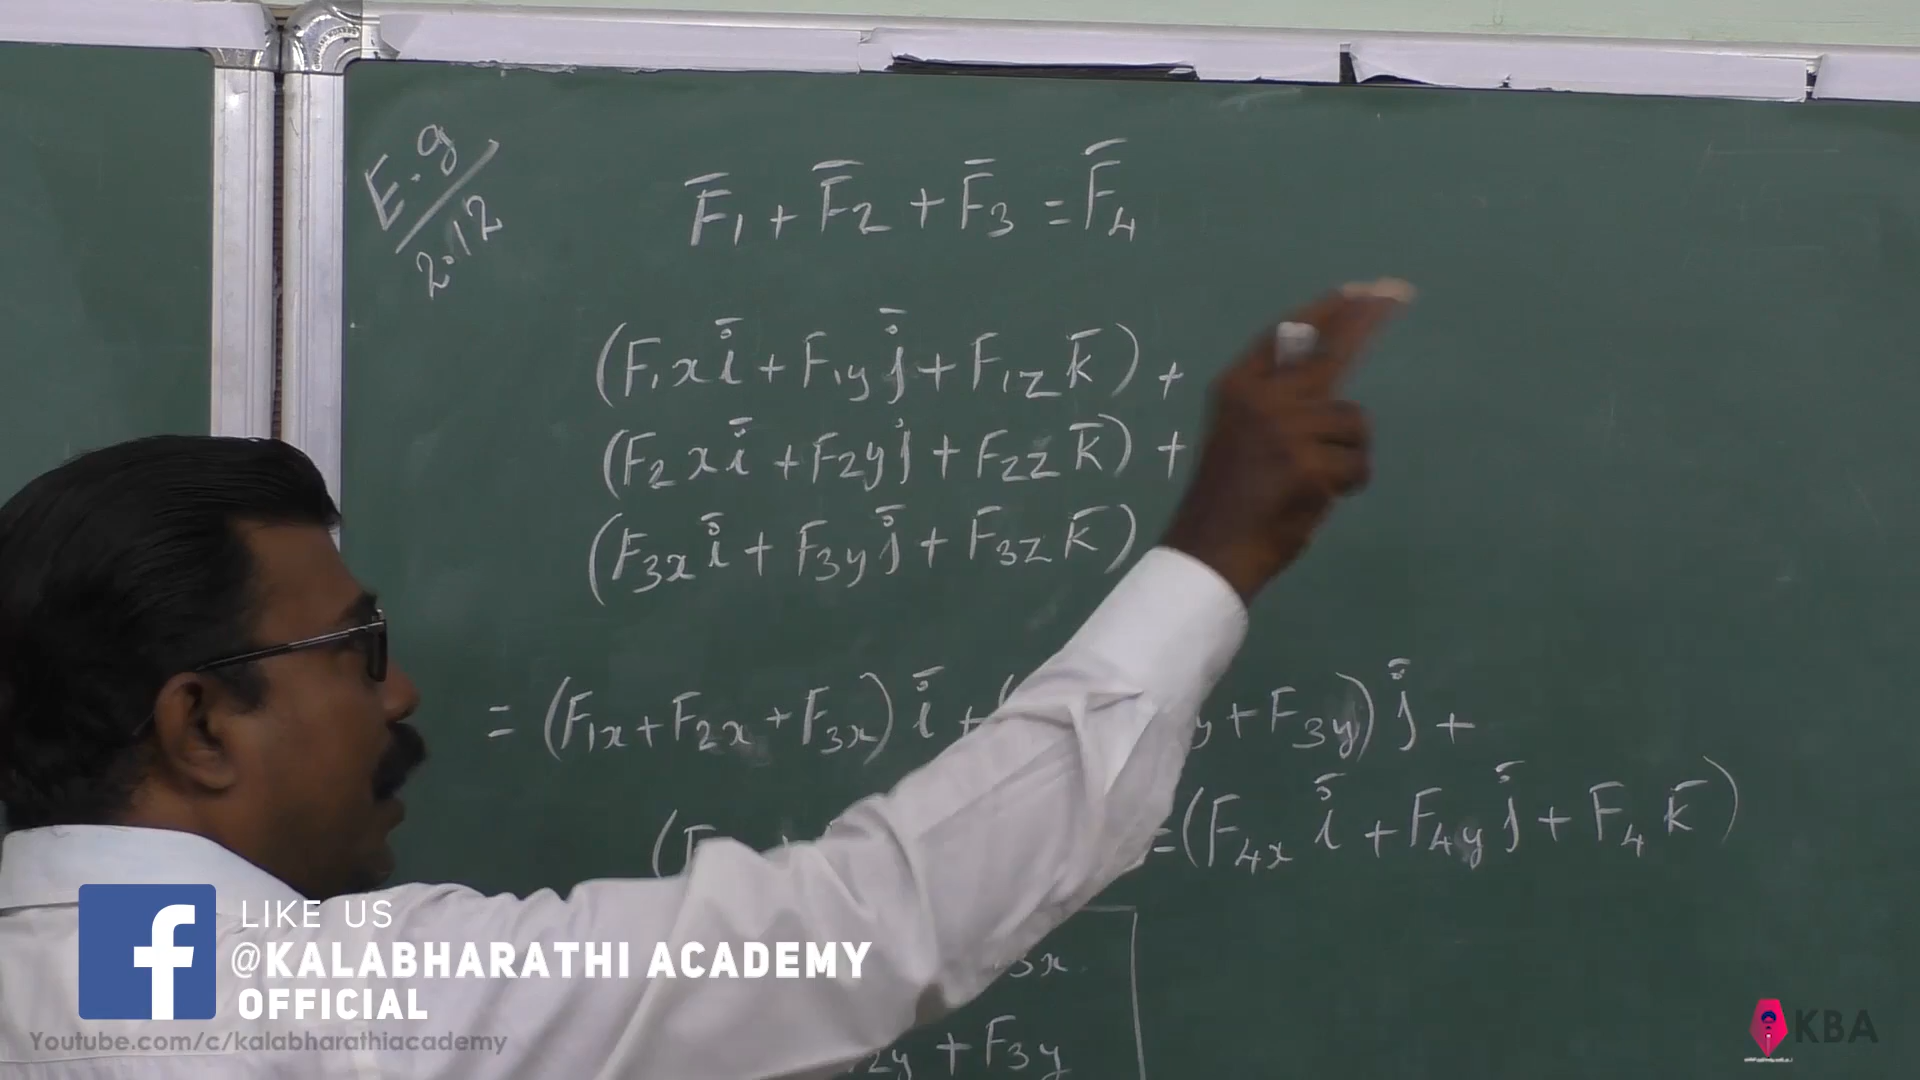 E.g/2.12
F̄₁ + F̄₂ + F̄₃ = F̄₄
(F₁x ī + F₁y j̄ + F₁z k̄) +
(F₂x ī + F₂y j + F₂z k̄) +
(F₃x ī + F₃y j̄ + F₃z k̄)
= (F₁x + F₂x + F₃x) ī + ( y + F₃y) j̄ +
(F = (F₄x ī + F₄y j̄ + F₄ k̄)
3x
2y + F₃y
LIKE US
@KALABHARATHI ACADEMY
OFFICIAL
Youtube.com/c/kalabharathiacademy
KBA